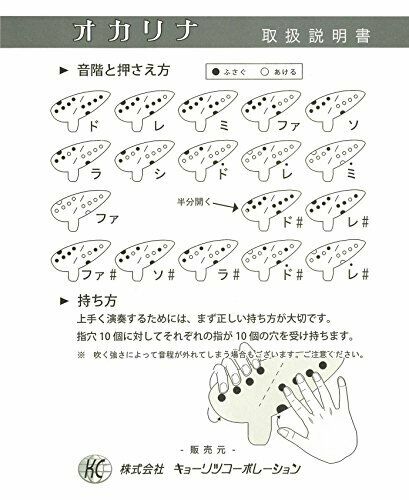 オカリナ 取扱説明書
▶ 音階と押さえ方 ●ふさぐ ○あける
ド レ ミ ファ ソ
ラ シ ド レ ミ
ファ 半分開く ド♯ レ♯
ファ♯ ソ♯ ラ♯ ド♯ レ♯
▶ 持ち方
上手く演奏するためには、まず正しい持ち方が大切です。
指穴10個に対してそれぞれの指が10個の穴を受け持ちます。
※ 吹く強さによって音程が外れてしまう場合もございます。ご注意ください。
- 販売元 -
KC 株式会社 キョーリツコーポレーション